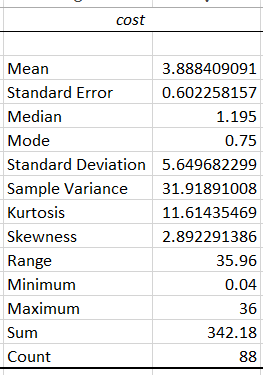 cost
Mean 3.888409091
Standard Error 0.602258157
Median 1.195
Mode 0.75
Standard Deviation 5.649682299
Sample Variance 31.91891008
Kurtosis 11.61435469
Skewness 2.892291386
Range 35.96
Minimum 0.04
Maximum 36
Sum 342.18
Count 88